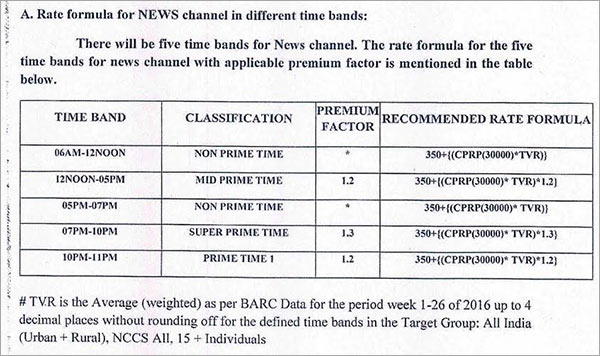 A. Rate formula for NEWS channel in different time bands:
There will be five time bands for News channel. The rate formula for the five
time bands for news channel with applicable premium factor is mentioned in the table
below.
TIME BAND CLASSIFICATION PREMIUM FACTOR RECOMMENDED RATE FORMULA
06AM-12NOON NON PRIME TIME * 350+{(CPRP(30000)*TVR)}
12NOON-05PM MID PRIME TIME 1.2 350+{(CPRP(30000)* TVR)*1.2}
05PM-07PM NON PRIME TIME * 350+{(CPRP(30000)* TVR)}
07PM-10PM SUPER PRIME TIME 1.3 350+{(CPRP(30000)* TVR)*1.3}
10PM-11PM PRIME TIME 1 1.2 350+{(CPRP(30000)* TVR)*1.2}
# TVR is the Average (weighted) as per BARC Data for the period week 1-26 of 2016 up to 4
decimal places without rounding off for the defined time bands in the Target Group: All India
(Urban + Rural), NCCS All, 15 + Individuals